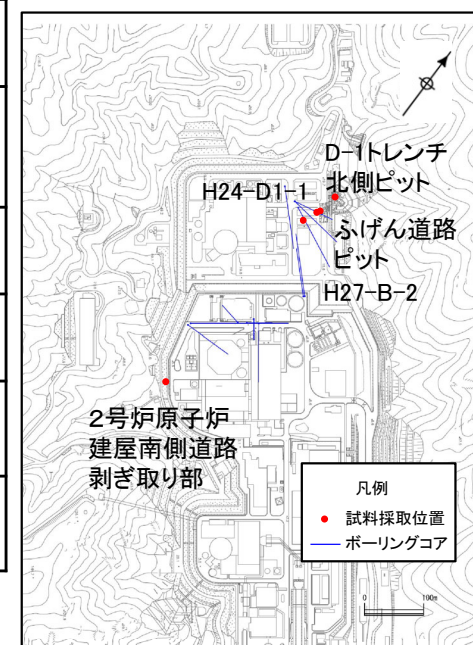 D-1トレンチ
北側ピット
H24-D1-1
ふげん道路
ピット
H27-B-2
2号炉原子炉
建屋南側道路
剥ぎ取り部
凡例
試料採取位置
ボーリングコア
0 100m